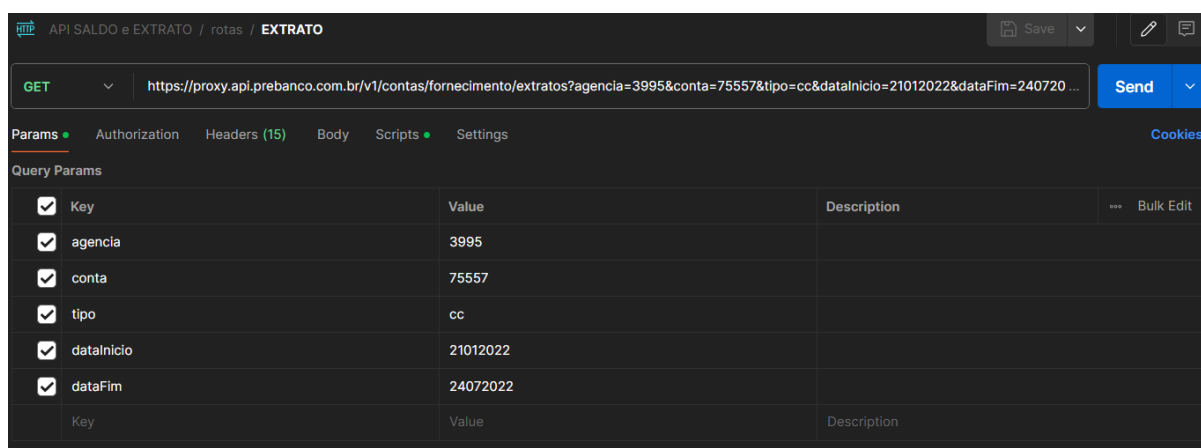 HTTP API SALDO e EXTRATO / rotas / EXTRATO Save
GET https://proxy.api.prebanco.com.br/v1/contas/fornecimento/extratos?agencia=3995&conta=75557&tipo=cc&dataInicio=21012022&dataFim=240720 ... Send
Params Authorization Headers (15) Body Scripts Settings Cookies
Query Params
Key Value Description Bulk Edit
agencia 3995
conta 75557
tipo cc
dataInicio 21012022
dataFim 24072022
Key Value Description